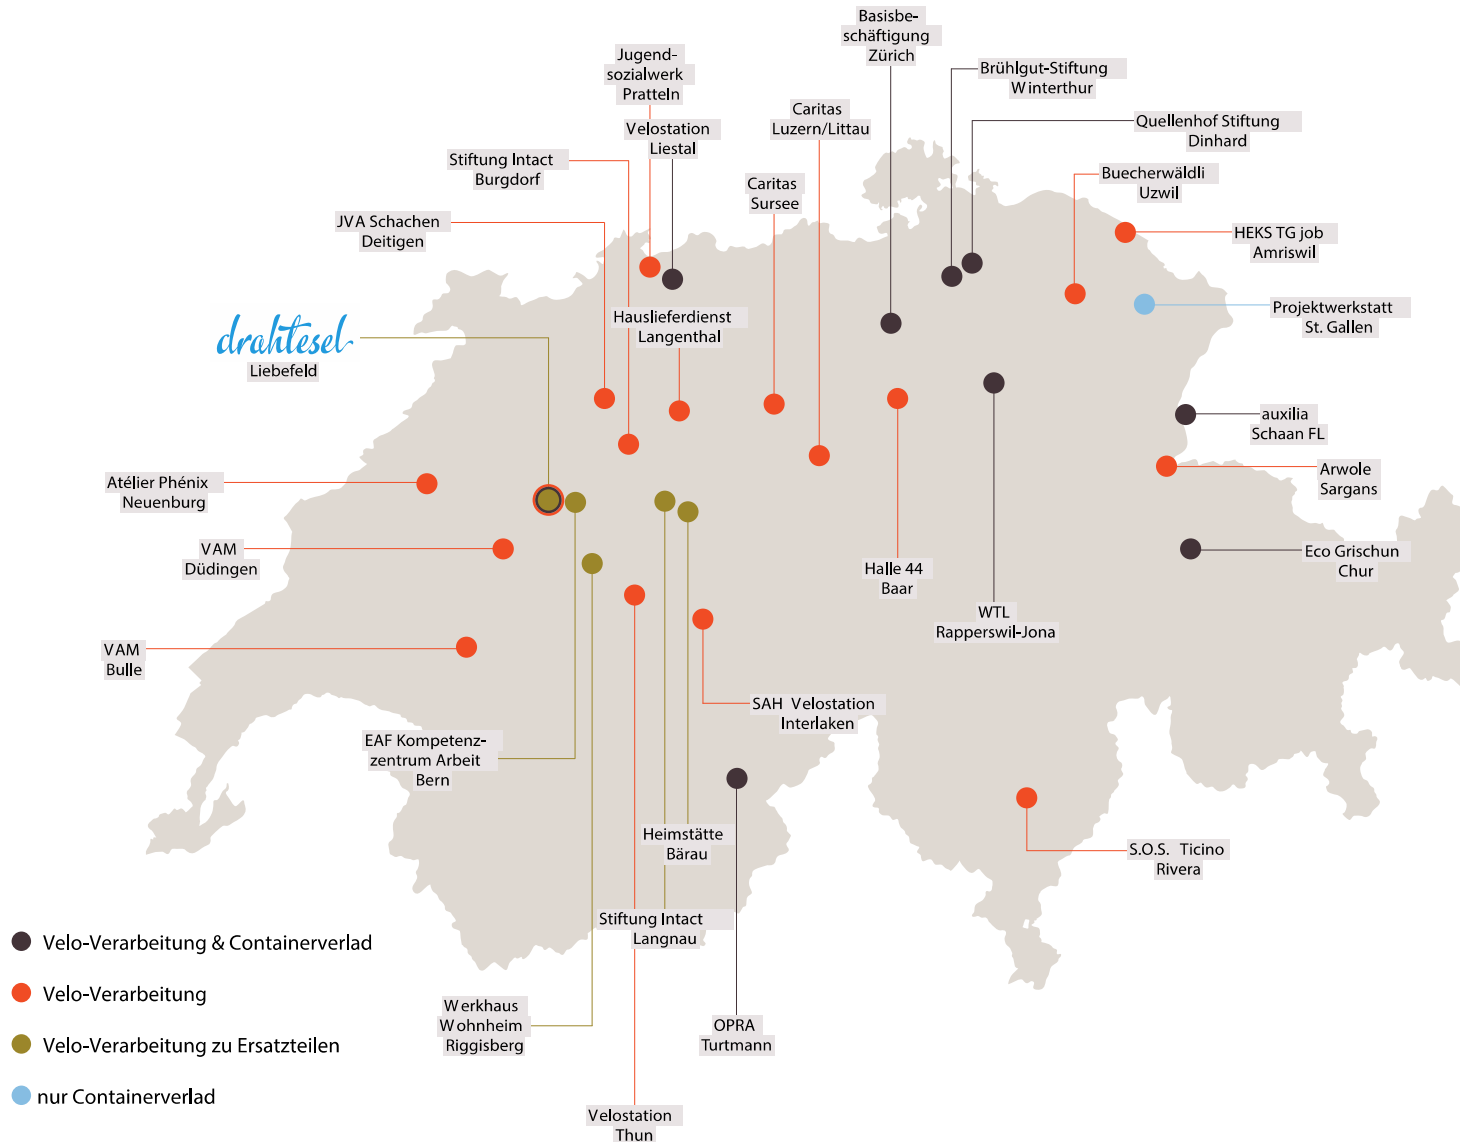 Basisbe-
schäftigung
Zürich
Jugend-
sozialwerk
Pratteln
Brühlgut-Stiftung
Winterthur
Caritas
Luzern/Littau
Velostation
Liestal
Quellenhof Stiftung
Dinhard
Stiftung Intact
Burgdorf
Caritas
Sursee
Buecherwäldli
Uzwil
JVA Schachen
Deitigen
HEKS TG job
Amriswil
Hauslieferdienst
Langenthal
Projektwerkstatt
St. Gallen
drahtesel
Liebefeld
auxilia
Schaan FL
Atélier Phénix
Neuenburg
Arwole
Sargans
VAM
Düdingen
Eco Grischun
Chur
Halle 44
Baar
WTL
Rapperswil-Jona
VAM
Bulle
SAH Velostation
Interlaken
EAF Kompetenz-
zentrum Arbeit
Bern
Heimstätte
Bärau
S.O.S. Ticino
Rivera
Stiftung Intact
Langnau
Werkhaus
Wohnheim
Riggisberg
OPRA
Turtmann
Velostation
Thun
Velo-Verarbeitung & Containerverlad
Velo-Verarbeitung
Velo-Verarbeitung zu Ersatzteilen
nur Containerverlad